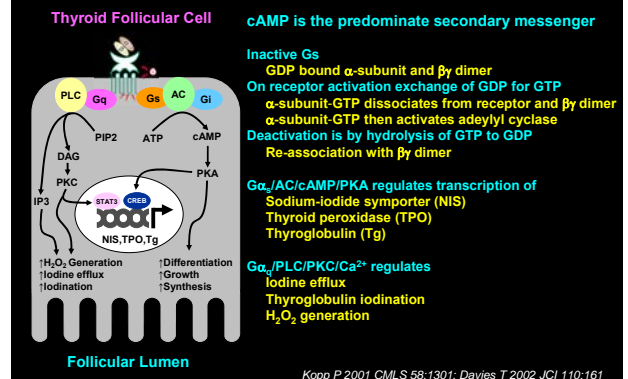 Thyroid Follicular Cell
PLC
Gq
Gs
AC
Gi
PIP2
ATP
cAMP
DAG
PKC
PKA
IP3
STAT3
CREB
NIS,TPO,Tg
↑H₂O₂ Generation
↑Iodine efflux
↑Iodination
↑Differentiation
↑Growth
↑Synthesis
Follicular Lumen
cAMP is the predominate secondary messenger
Inactive Gs
GDP bound α-subunit and βγ dimer
On receptor activation exchange of GDP for GTP
α-subunit-GTP dissociates from receptor and βγ dimer
α-subunit-GTP then activates adeylyl cyclase
Deactivation is by hydrolysis of GTP to GDP
Re-association with βγ dimer
Gαs/AC/cAMP/PKA regulates transcription of
Sodium-iodide symporter (NIS)
Thyroid peroxidase (TPO)
Thyroglobulin (Tg)
Gαq/PLC/PKC/Ca²⁺ regulates
Iodine efflux
Thyroglobulin iodination
H₂O₂ generation
Kopp P 2001 CMLS 58:1301; Davies T 2002 JCI 110:161